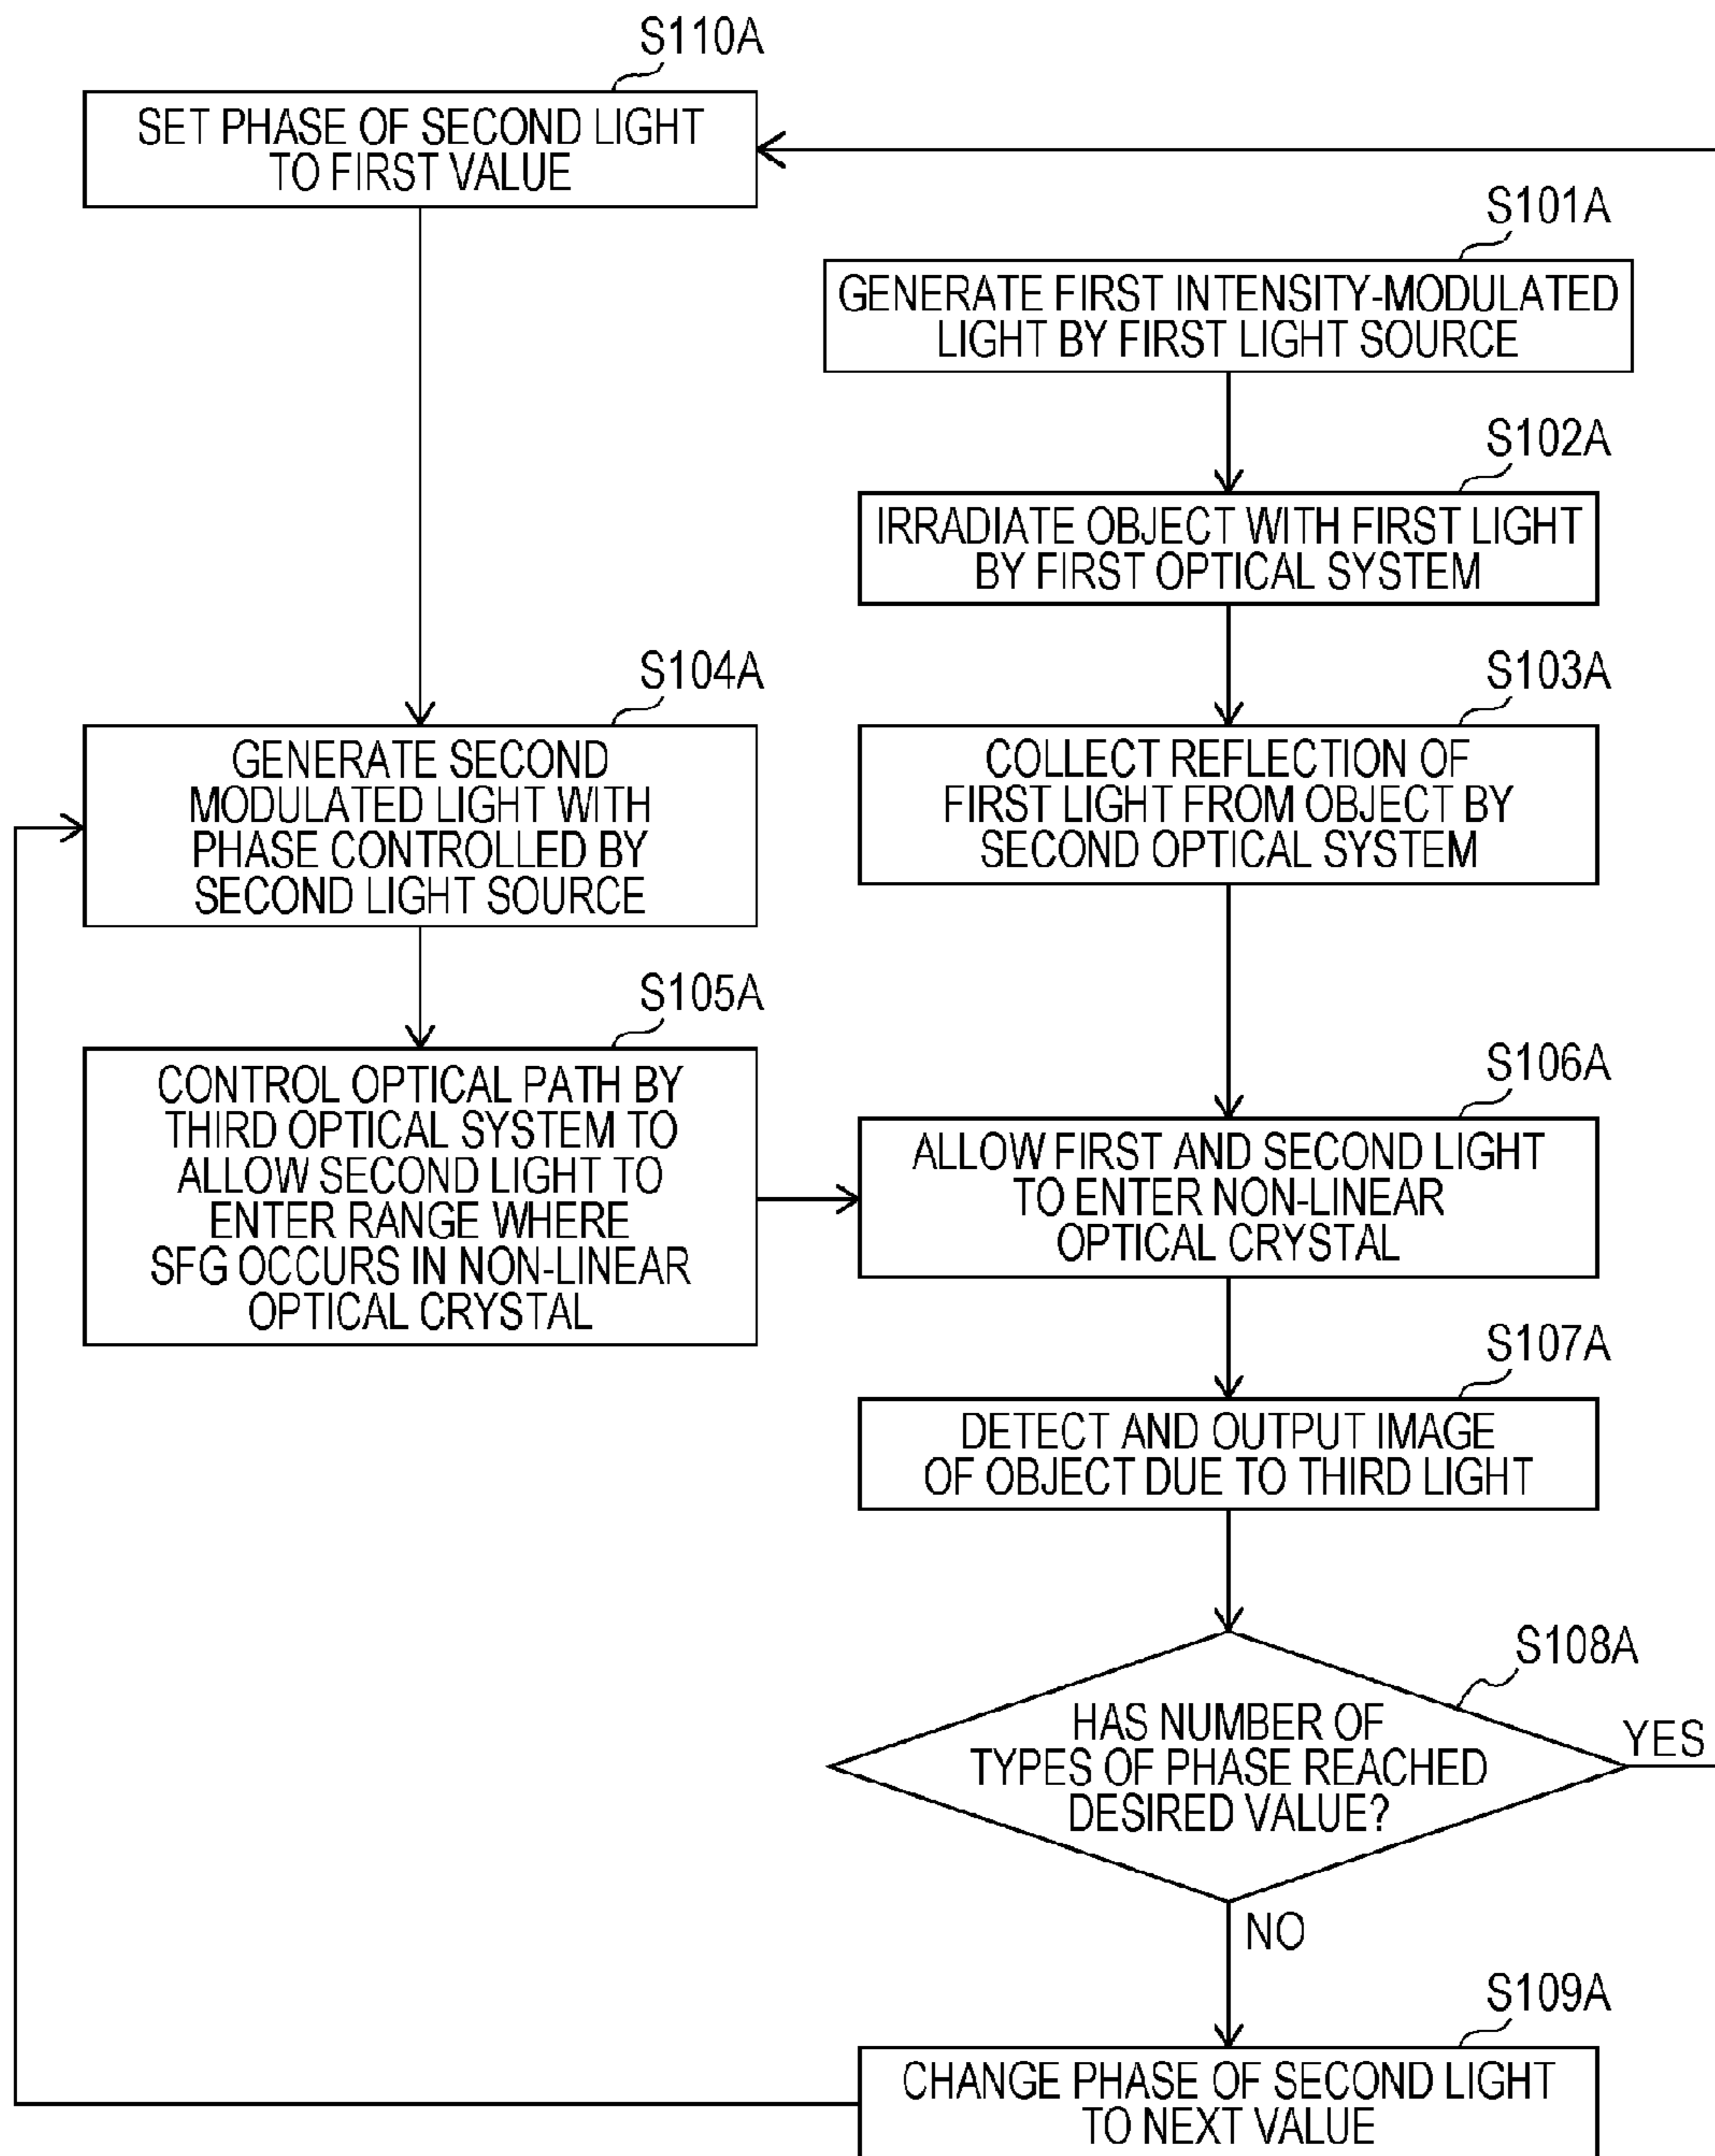 S110A
SET PHASE OF SECOND LIGHT
TO FIRST VALUE
S101A
GENERATE FIRST INTENSITY-MODULATED
LIGHT BY FIRST LIGHT SOURCE
S102A
IRRADIATE OBJECT WITH FIRST LIGHT
BY FIRST OPTICAL SYSTEM
S104A
GENERATE SECOND
MODULATED LIGHT WITH
PHASE CONTROLLED BY
SECOND LIGHT SOURCE
S103A
COLLECT REFLECTION OF
FIRST LIGHT FROM OBJECT BY
SECOND OPTICAL SYSTEM
S105A
CONTROL OPTICAL PATH BY
THIRD OPTICAL SYSTEM TO
ALLOW SECOND LIGHT TO
ENTER RANGE WHERE
SFG OCCURS IN NON-LINEAR
OPTICAL CRYSTAL
S106A
ALLOW FIRST AND SECOND LIGHT
TO ENTER NON-LINEAR
OPTICAL CRYSTAL
S107A
DETECT AND OUTPUT IMAGE
OF OBJECT DUE TO THIRD LIGHT
S108A
HAS NUMBER OF
TYPES OF PHASE REACHED
DESIRED VALUE?
YES
NO
S109A
CHANGE PHASE OF SECOND LIGHT
TO NEXT VALUE